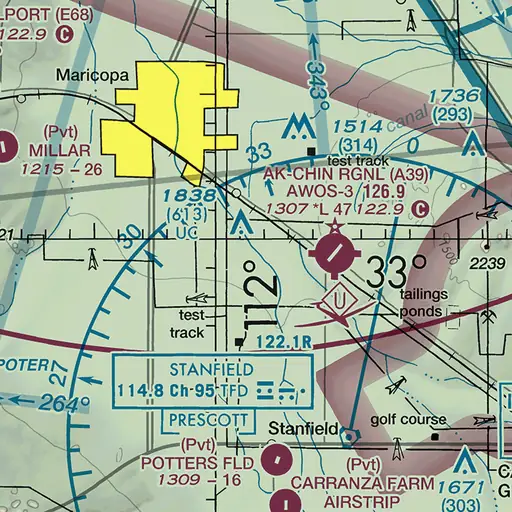 LPORT (E68)
122.9 C
Maricopa
343°
1736
(293)
canal
(Pvt)
MILLAR
1215 - 26
33
1514
(314)
0
test track
AK-CHIN RGNL (A39)
AWOS-3 126.9
1307 *L 47 122.9 C
1838
(613)
UC
30
21
1500
2239
33°
112°
U
tailings
ponds
test
track
122.1R
POTER
27
264°
STANFIELD
114.8 Ch 95 TFD
PRESCOTT
Stanfield
golf course
(Pvt)
POTTERS FLD
1309 - 16
(Pvt)
CARRANZA FARM
AIRSTRIP
1671
(303)
CA
G